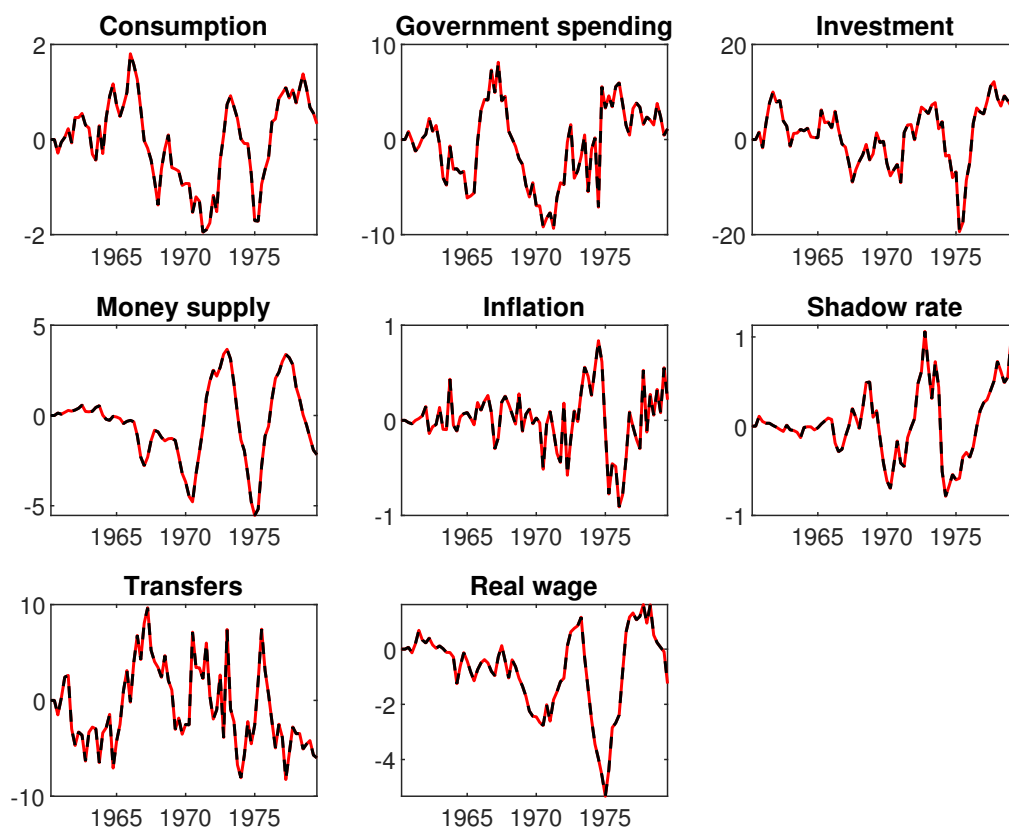 Consumption
2
0
-2
1965 1970 1975
Government spending
10
0
-10
1965 1970 1975
Investment
20
0
-20
1965 1970 1975
Money supply
5
0
-5
1965 1970 1975
Inflation
1
0
-1
1965 1970 1975
Shadow rate
1
0
-1
1965 1970 1975
Transfers
10
0
-10
1965 1970 1975
Real wage
0
-2
-4
1965 1970 1975